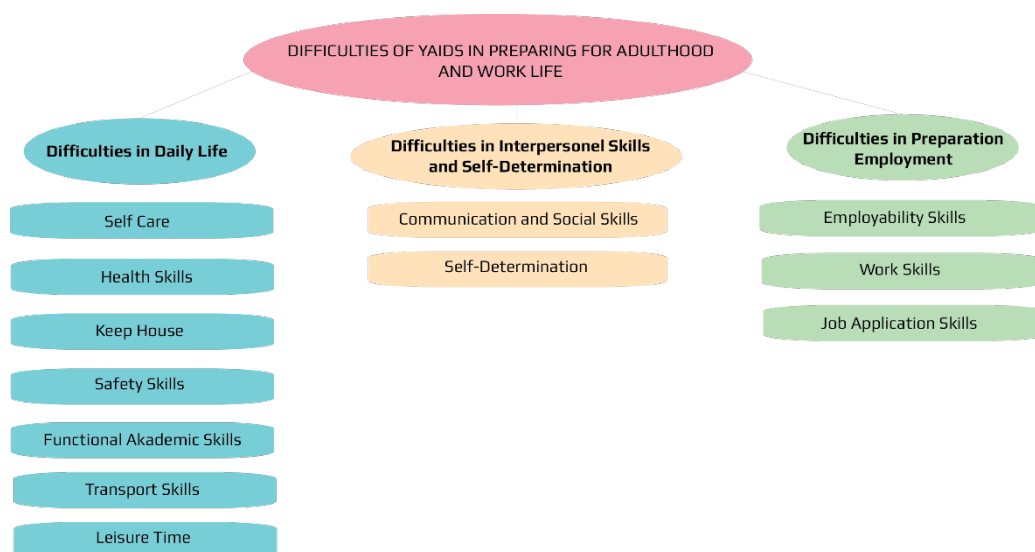 DIFFICULTIES OF YAIDS IN PREPARING FOR ADULTHOOD
AND WORK LIFE
Difficulties in Daily Life
Self Care
Health Skills
Keep House
Safety Skills
Functional Akademic Skills
Transport Skills
Leisure Time
Difficulties in Interpersonel Skills
and Self-Determination
Communication and Social Skills
Self-Determination
Difficulties in Preparation
Employment
Employability Skills
Work Skills
Job Application Skills